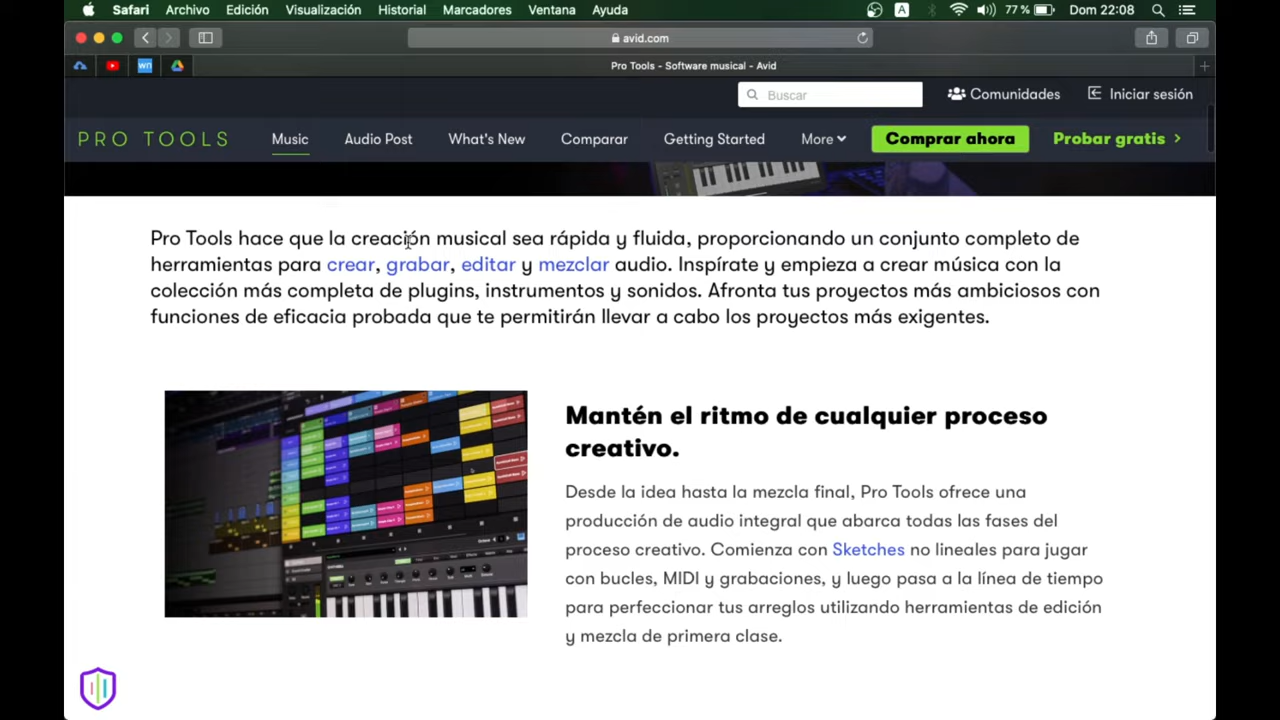 Safari Archivo Edición Visualización Historial Marcadores Ventana Ayuda A 77 % Dom 22:08
avid.com
wn Pro Tools - Software musical - Avid
Buscar Comunidades Iniciar sesión
PRO TOOLS Music Audio Post What's New Comparar Getting Started More Comprar ahora Probar gratis
Pro Tools hace que la creación musical sea rápida y fluida, proporcionando un conjunto completo de
herramientas para crear, grabar, editar y mezclar audio. Inspírate y empieza a crear música con la
colección más completa de plugins, instrumentos y sonidos. Afronta tus proyectos más ambiciosos con
funciones de eficacia probada que te permitirán llevar a cabo los proyectos más exigentes.
Mantén el ritmo de cualquier proceso
creativo.
Desde la idea hasta la mezcla final, Pro Tools ofrece una
producción de audio integral que abarca todas las fases del
proceso creativo. Comienza con Sketches no lineales para jugar
con bucles, MIDI y grabaciones, y luego pasa a la línea de tiempo
para perfeccionar tus arreglos utilizando herramientas de edición
y mezcla de primera clase.